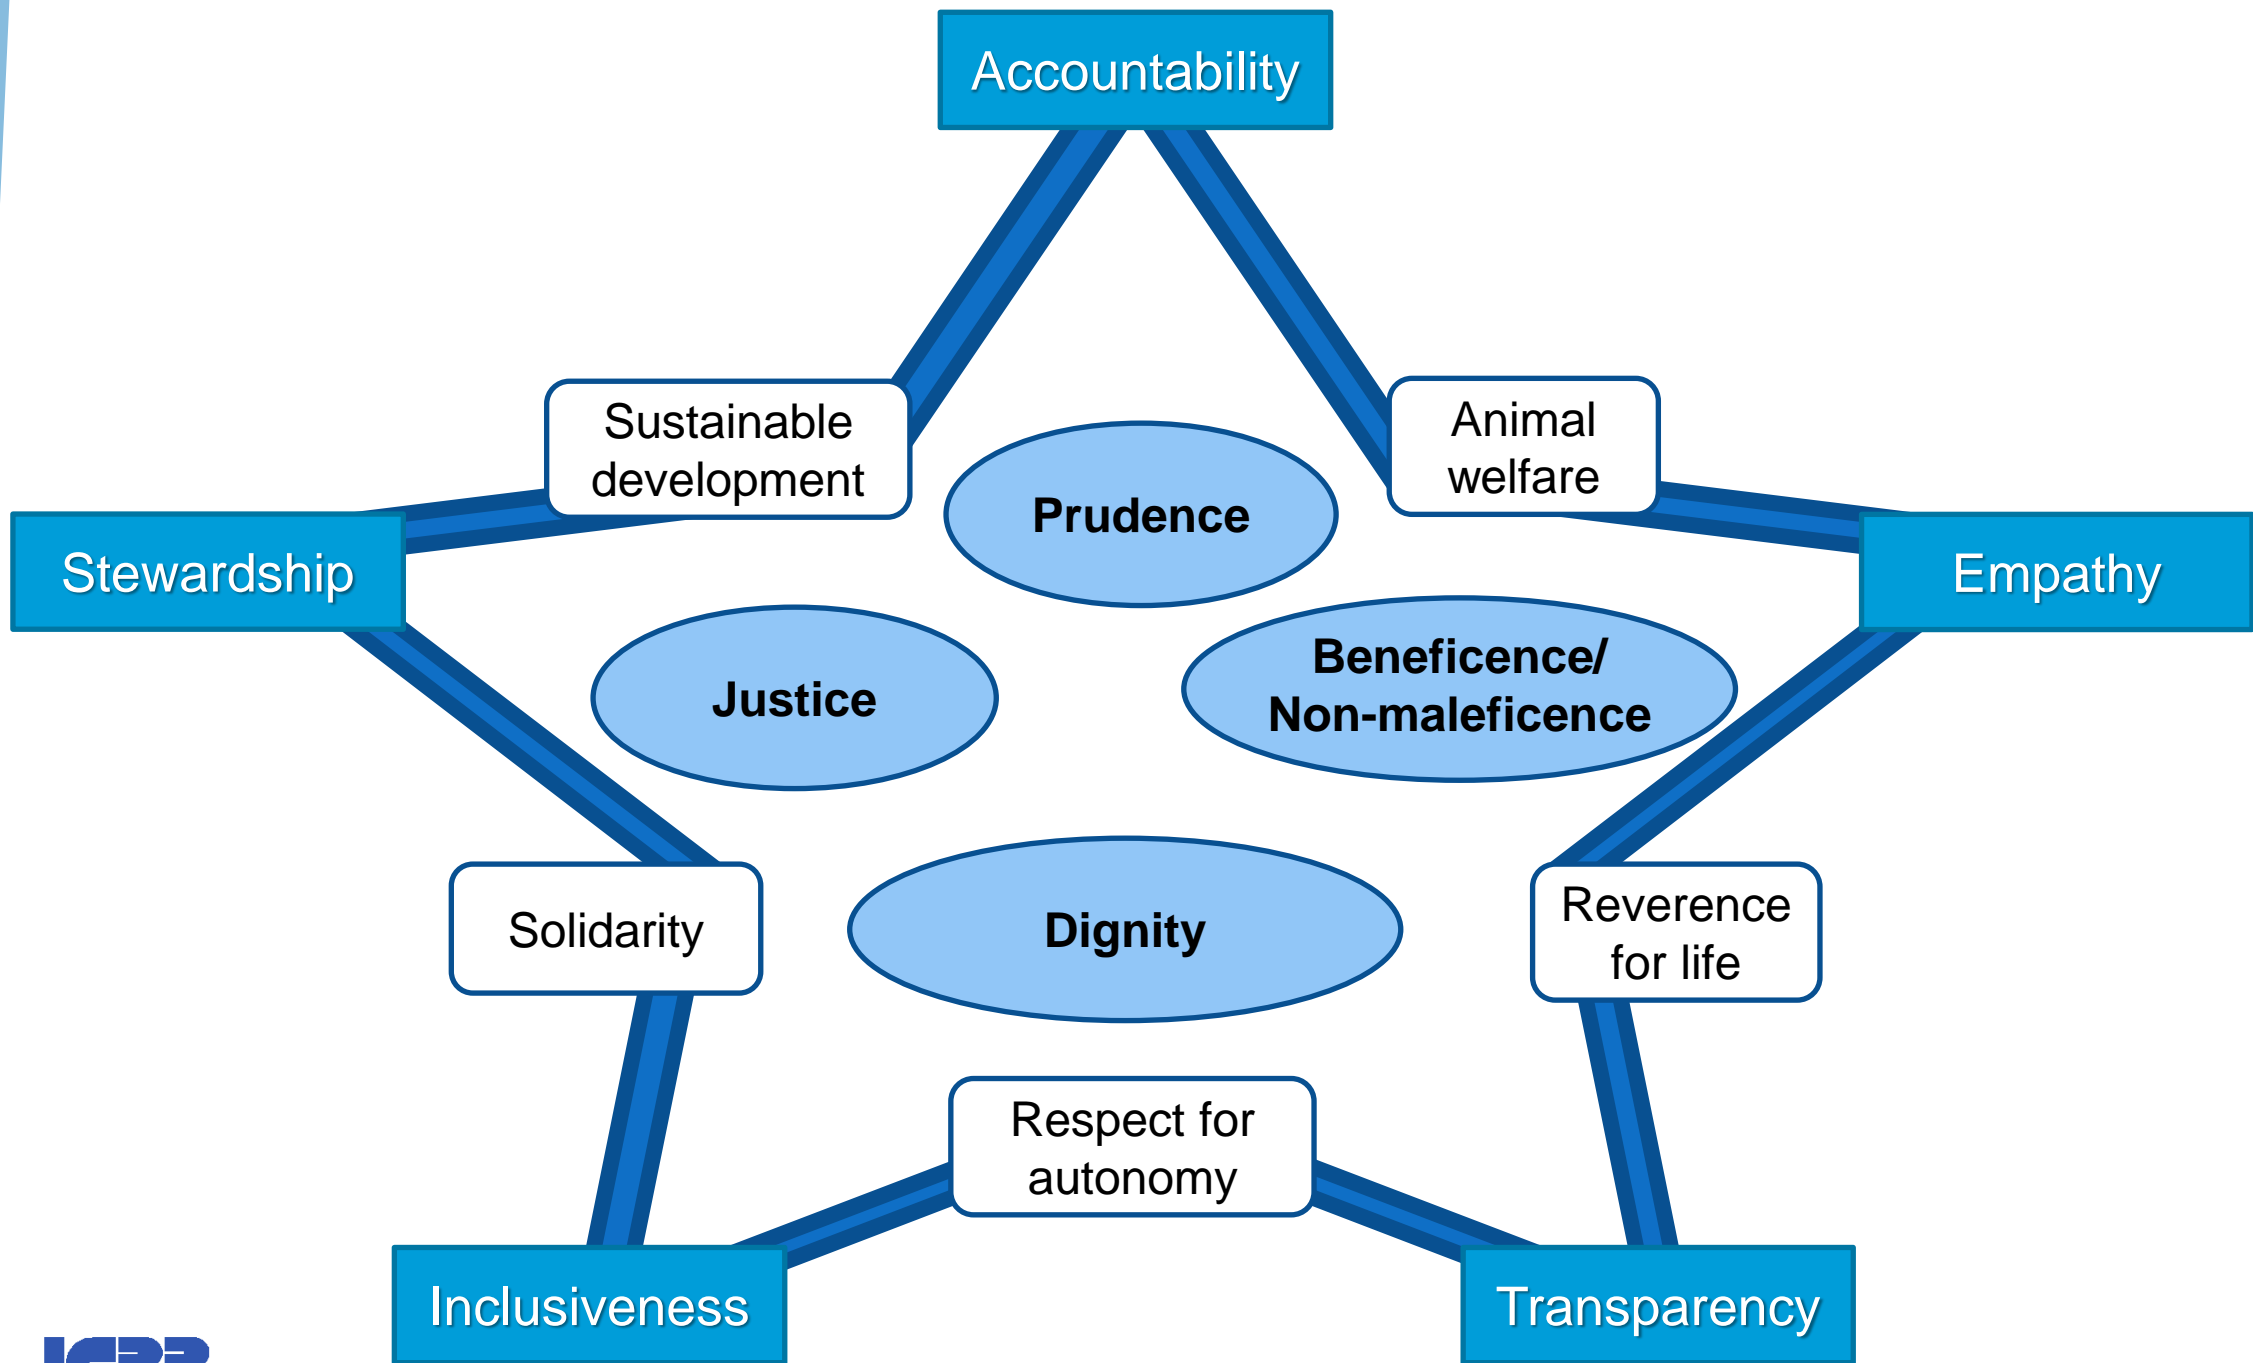 Accountability
Sustainable
development
Animal
welfare
Prudence
Stewardship
Empathy
Justice
Beneficence/
Non-maleficence
Solidarity
Dignity
Reverence
for life
Respect for
autonomy
Inclusiveness
Transparency